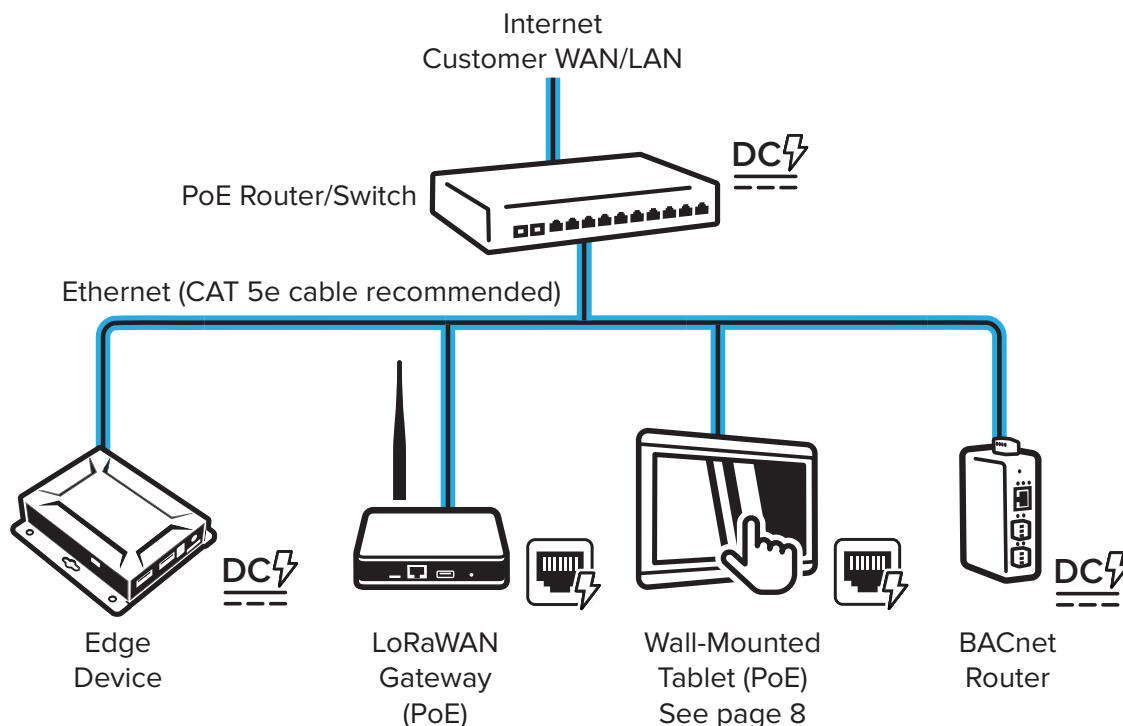 Internet
Customer WAN/LAN
DC
PoE Router/Switch
Ethernet (CAT 5e cable recommended)
DC
DC
Edge
Device
LoRaWAN
Gateway
(PoE)
Wall-Mounted
Tablet (PoE)
See page 8
BACnet
Router